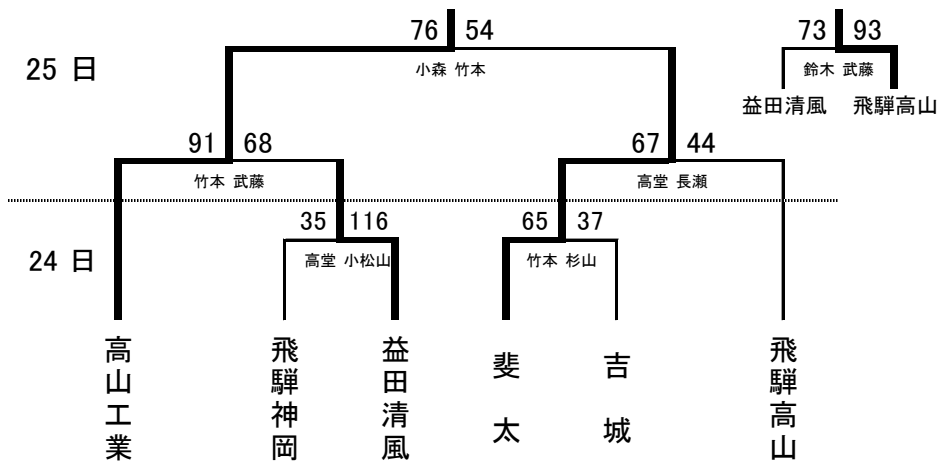 76 54
73 93
25 日
小森 竹本
鈴木 武藤
益田清風 飛騨高山
91 68
67 44
竹本 武藤
高堂 長瀬
35 116
65 37
24 日
高堂 小松山
竹本 杉山
高山工業
飛騨神岡
益田清風
斐太
吉城
飛騨高山